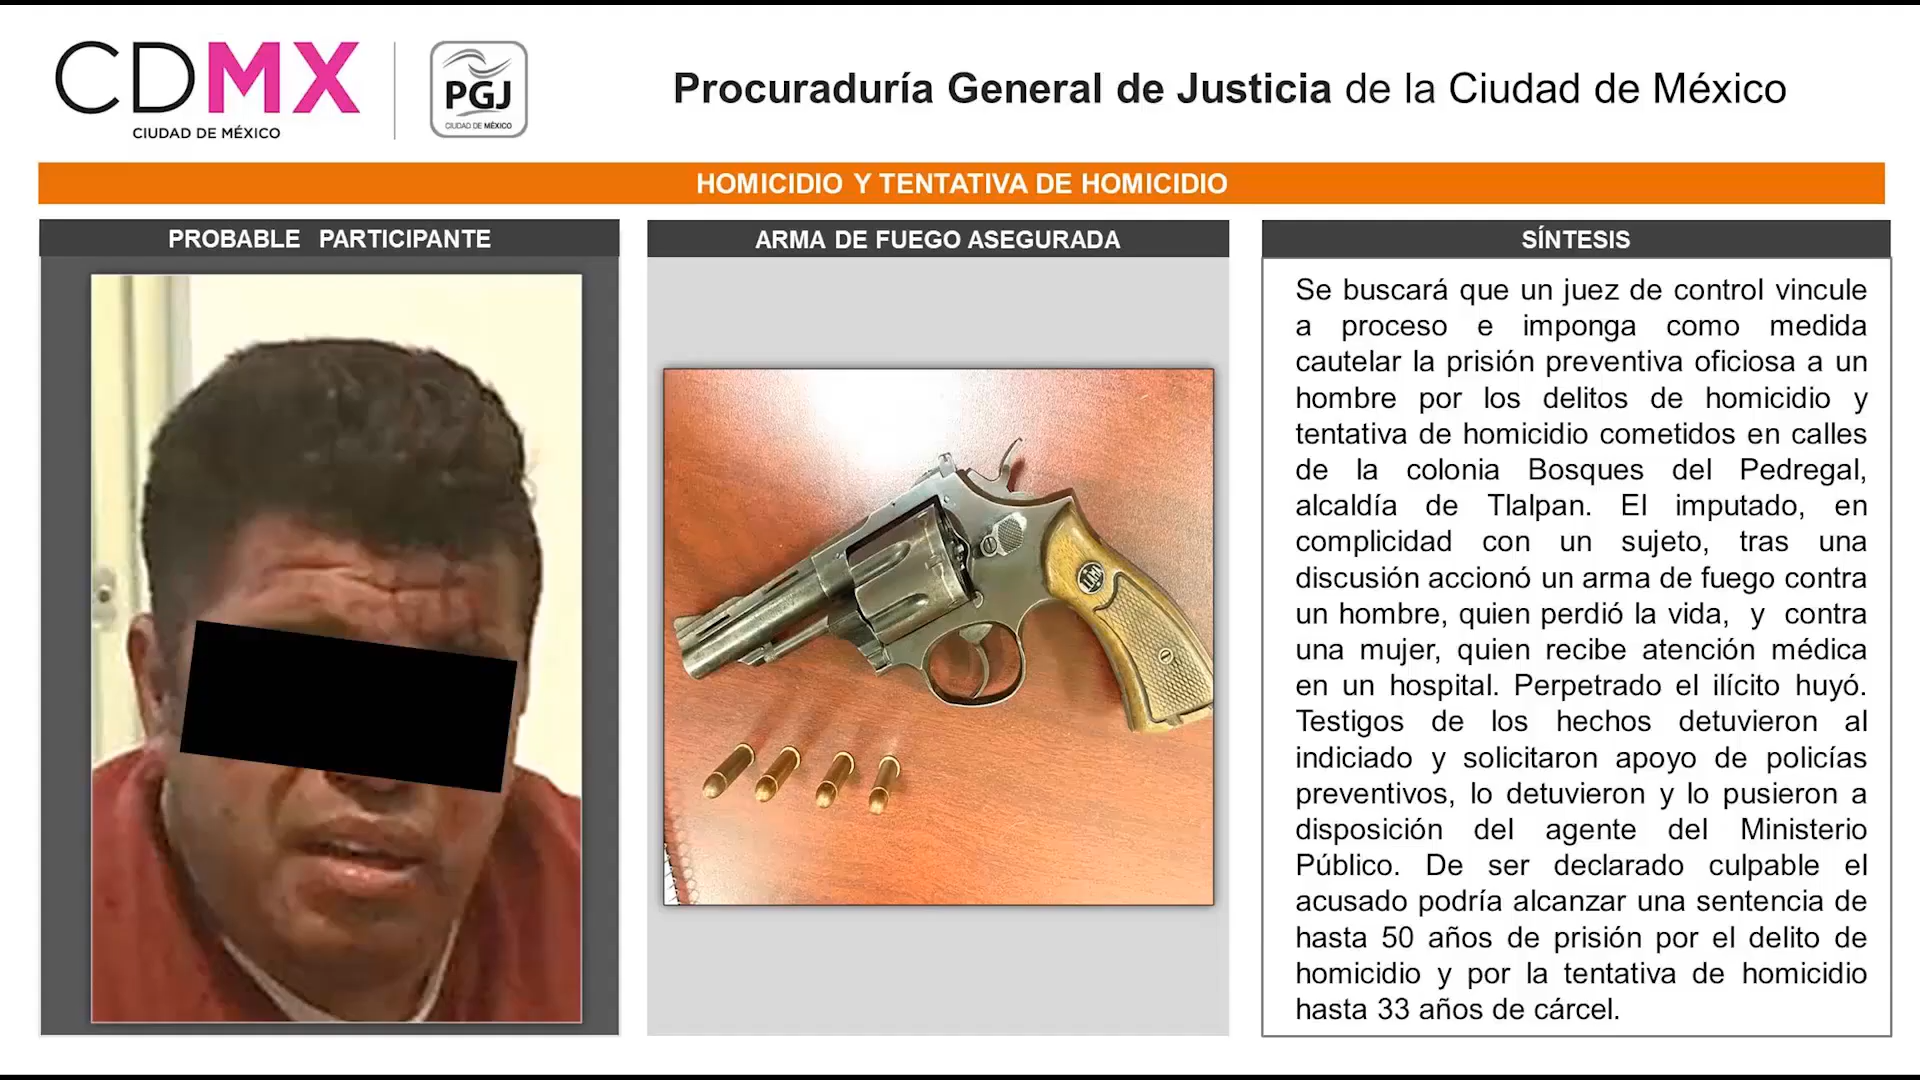 CDMX
CIUDAD DE MÉXICO
PGJ
CIUDAD DE MÉXICO
Procuraduría General de Justicia de la Ciudad de México
HOMICIDIO Y TENTATIVA DE HOMICIDIO
PROBABLE PARTICIPANTE
ARMA DE FUEGO ASEGURADA
SÍNTESIS
Se buscará que un juez de control vincule
a proceso e imponga como medida
cautelar la prisión preventiva oficiosa a un
hombre por los delitos de homicidio y
tentativa de homicidio cometidos en calles
de la colonia Bosques del Pedregal,
alcaldía de Tlalpan. El imputado, en
complicidad con un sujeto, tras una
discusión accionó un arma de fuego contra
un hombre, quien perdió la vida, y contra
una mujer, quien recibe atención médica
en un hospital. Perpetrado el ilícito huyó.
Testigos de los hechos detuvieron al
indiciado y solicitaron apoyo de policías
preventivos, lo detuvieron y lo pusieron a
disposición del agente del Ministerio
Público. De ser declarado culpable el
acusado podría alcanzar una sentencia de
hasta 50 años de prisión por el delito de
homicidio y por la tentativa de homicidio
hasta 33 años de cárcel.